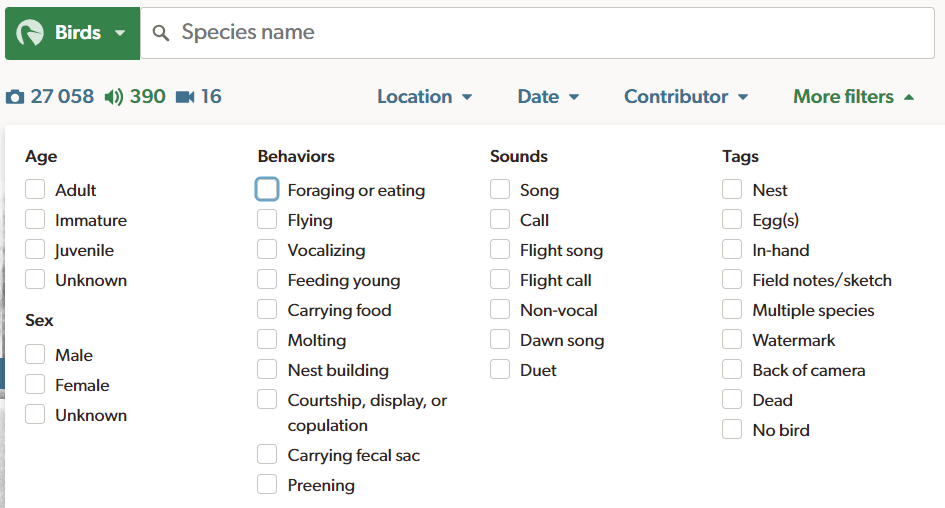 Birds
Species name
27 058 390 16
Location
Date
Contributor
More filters
Age
Adult
Immature
Juvenile
Unknown
Sex
Male
Female
Unknown
Behaviors
Foraging or eating
Flying
Vocalizing
Feeding young
Carrying food
Molting
Nest building
Courtship, display, or
copulation
Carrying fecal sac
Preening
Sounds
Song
Call
Flight song
Flight call
Non-vocal
Dawn song
Duet
Tags
Nest
Egg(s)
In-hand
Field notes/sketch
Multiple species
Watermark
Back of camera
Dead
No bird